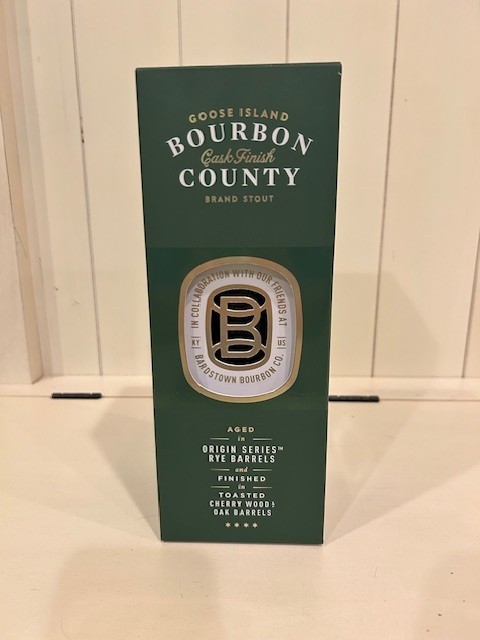 GOOSE ISLAND
BOURBON
Cask Finish
COUNTY
BRAND STOUT
IN COLLABORATION WITH OUR FRIENDS AT
KY
B
US
BARDSTOWN BOURBON CO.
AGED
in
ORIGIN SERIES™
RYE BARRELS
and
FINISHED
in
TOASTED
CHERRY WOOD &
OAK BARRELS